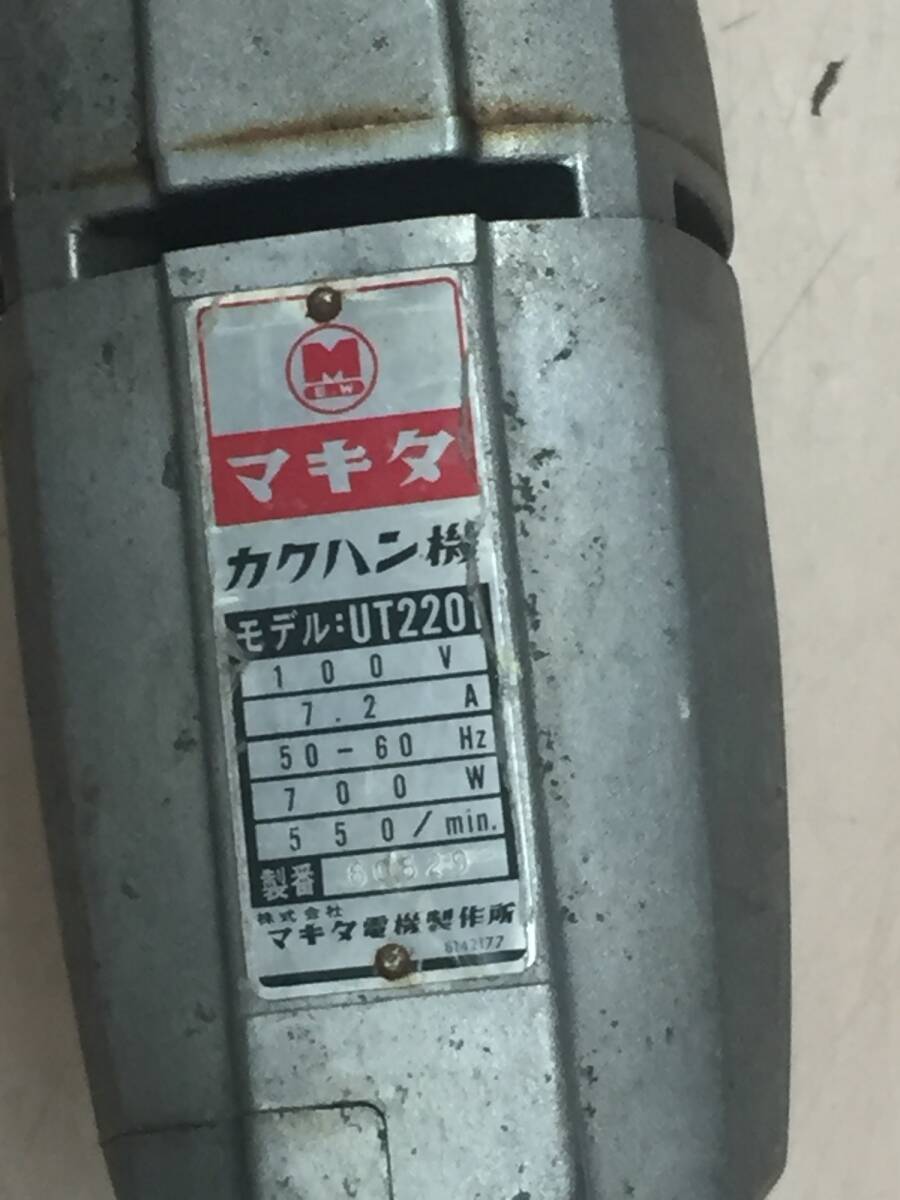 M
E.W
マキタ
カクハン機
モデル:UT2201
100 V
7.2 A
50-60 Hz
700 W
550/min.
製番
株式会社
マキタ電機製作所